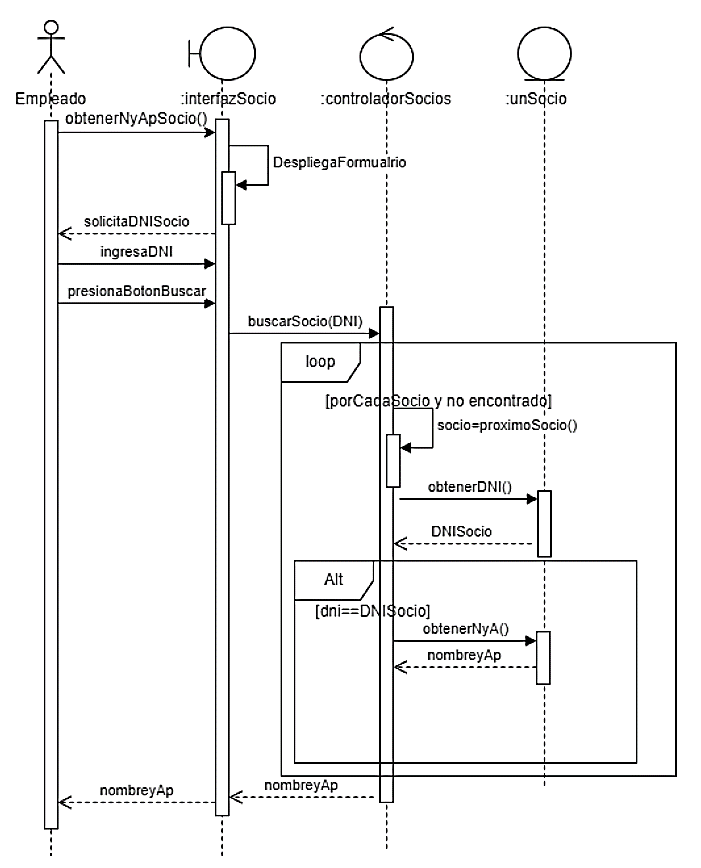 Empleado
:interfazSocio
:controladorSocios
:unSocio
obtenerNyApSocio()
DespliegaFormualrio
solicitaDNISocio
ingresaDNI
presionaBotonBuscar
buscarSocio(DNI)
loop
[porCadaSocio y no encontrado]
socio=proximoSocio()
obtenerDNI()
DNISocio
Alt
[dni==DNISocio]
obtenerNyA()
nombreyAp
nombreyAp
nombreyAp